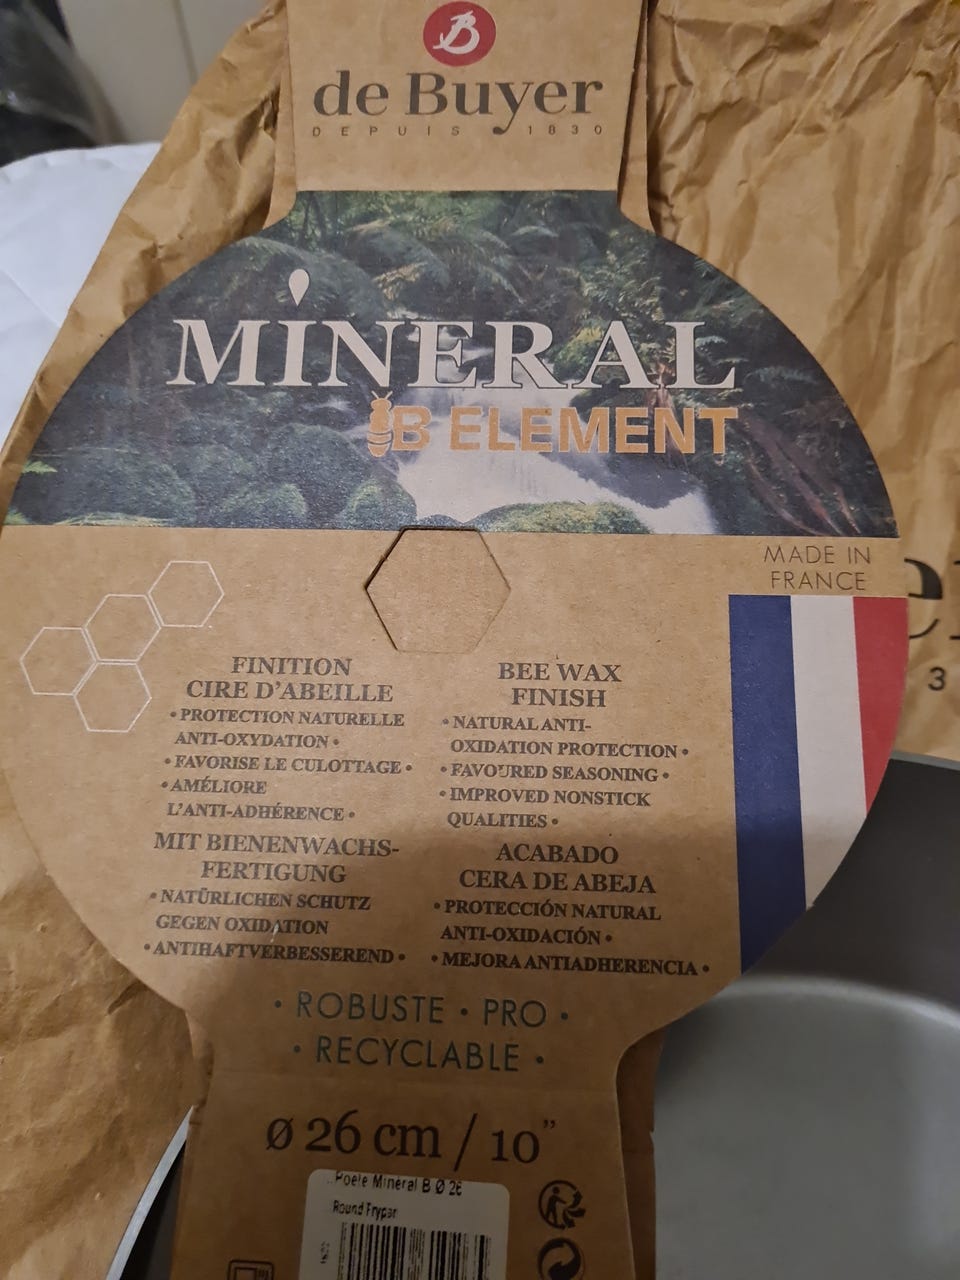 B
de Buyer
DEPUIS 1830
MINERAL
B ELEMENT
MADE IN
FRANCE
FINITION
CIRE D'ABEILLE
• PROTECTION NATURELLE
ANTI-OXYDATION •
• FAVORISE LE CULOTTAGE •
• AMÉLIORE
L'ANTI-ADHÉRENCE •
BEE WAX
FINISH
• NATURAL ANTI-
OXIDATION PROTECTION •
• FAVOURED SEASONING •
• IMPROVED NONSTICK
QUALITIES •
MIT BIENENWACHS-
FERTIGUNG
• NATÜRLICHEN SCHUTZ
GEGEN OXIDATION
• ANTIHAFTVERBESSEREND •
ACABADO
CERA DE ABEJA
• PROTECCIÓN NATURAL
ANTI-OXIDACIÓN •
• MEJORA ANTIADHERENCIA •
• ROBUSTE • PRO •
• RECYCLABLE •
ø 26 cm / 10"
Poele Mineral B Ø 26
Round Frypan
er
3